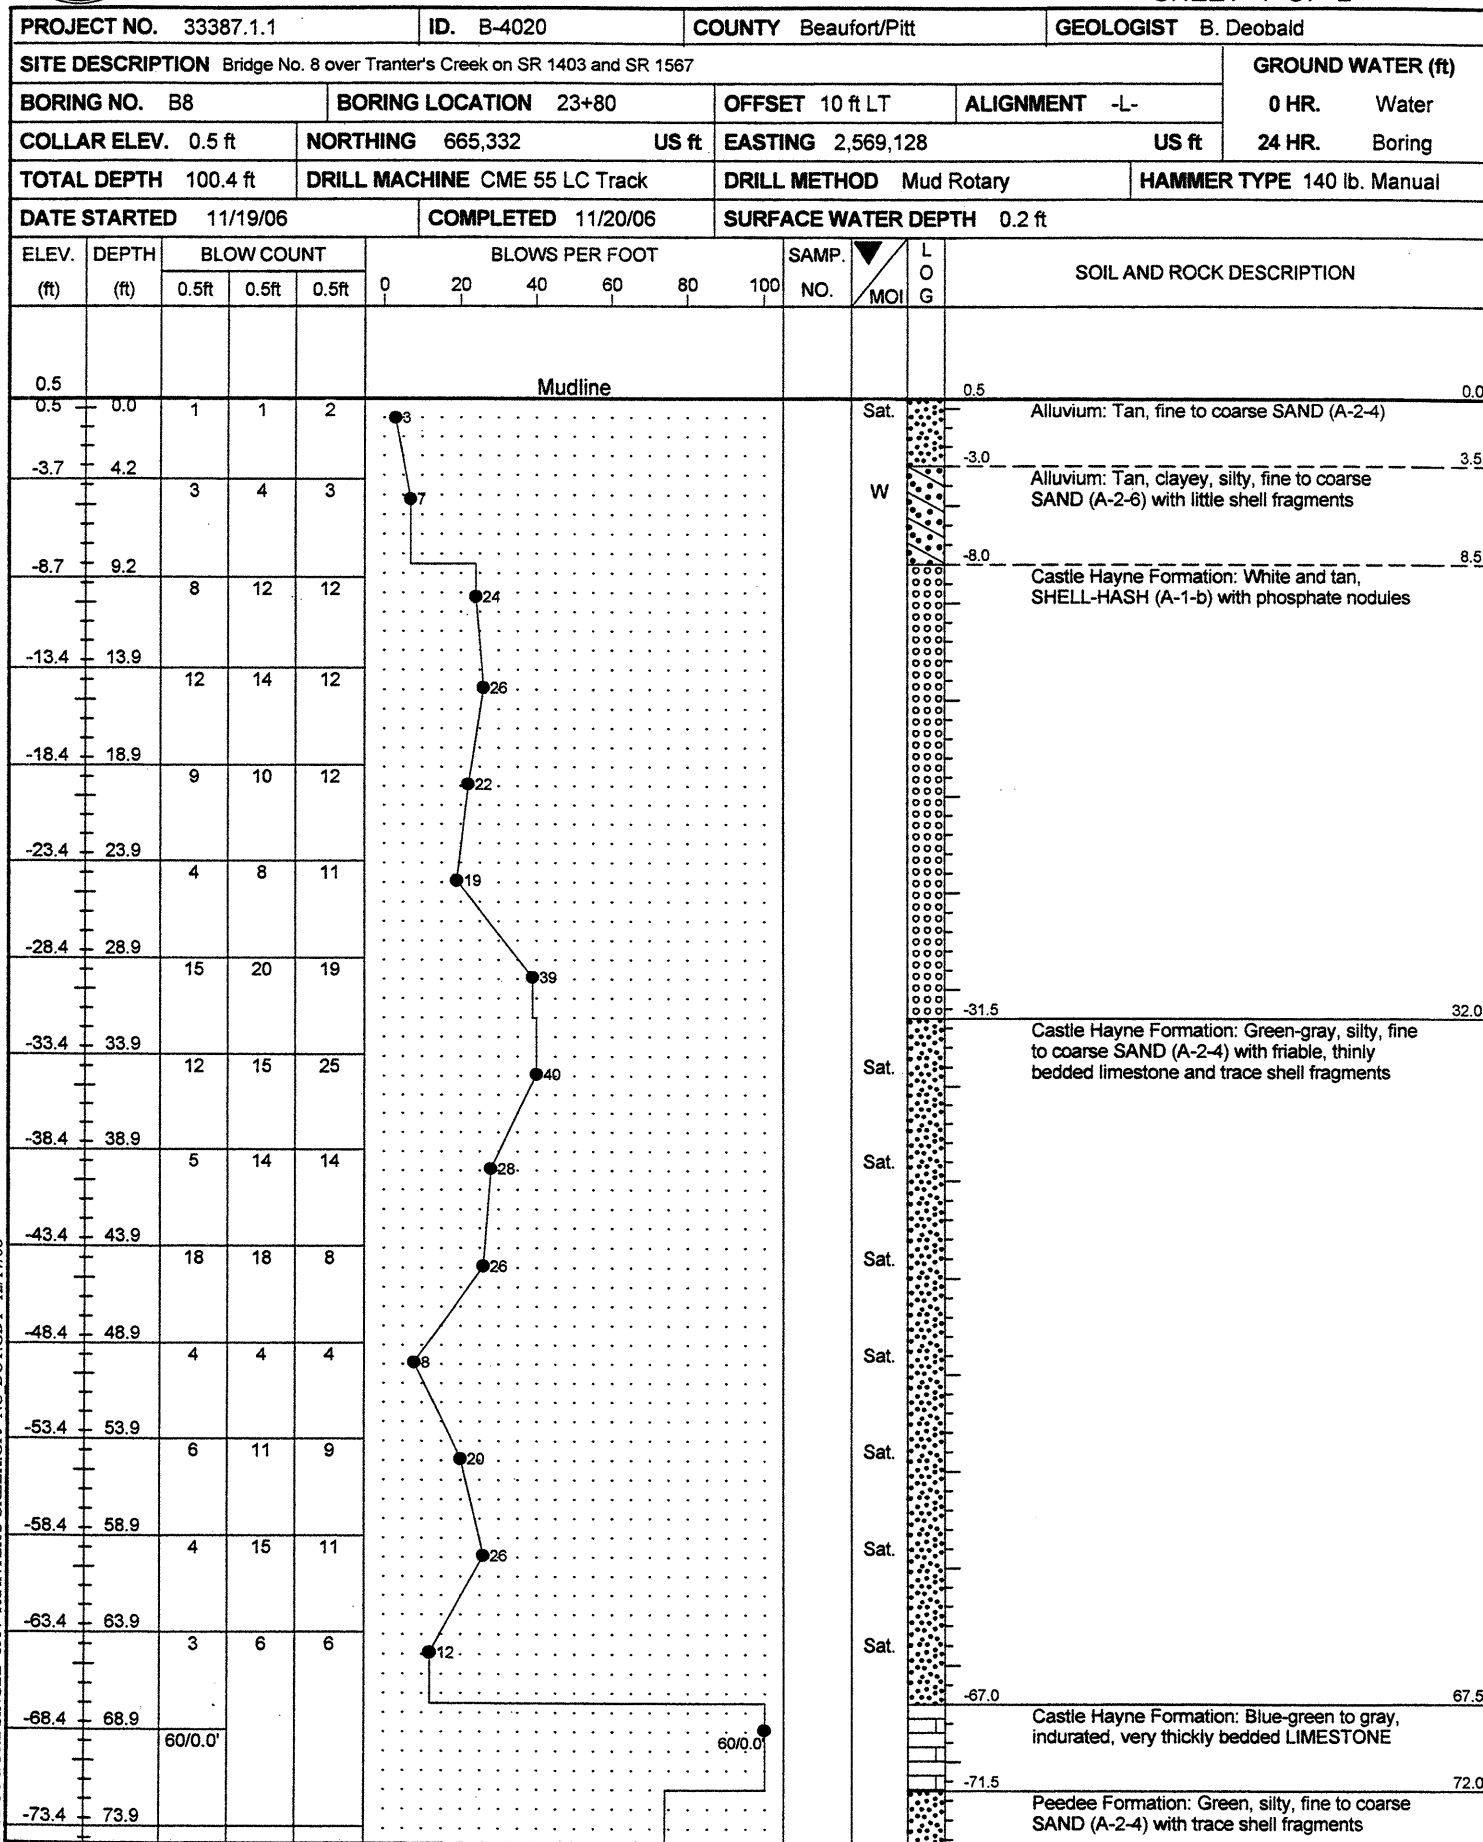 PROJECT NO. 33387.1.1 ID. B-4020 COUNTY Beaufort/Pitt GEOLOGIST B. Deobald
SITE DESCRIPTION Bridge No. 8 over Tranter's Creek on SR 1403 and SR 1567 GROUND WATER (ft)
BORING NO. B8 BORING LOCATION 23+80 OFFSET 10 ft LT ALIGNMENT -L- 0 HR. Water
COLLAR ELEV. 0.5 ft NORTHING 665,332 US ft EASTING 2,569,128 US ft 24 HR. Boring
TOTAL DEPTH 100.4 ft DRILL MACHINE CME 55 LC Track DRILL METHOD Mud Rotary HAMMER TYPE 140 lb. Manual
DATE STARTED 11/19/06 COMPLETED 11/20/06 SURFACE WATER DEPTH 0.2 ft
ELEV. DEPTH BLOW COUNT BLOWS PER FOOT SAMP. LOG SOIL AND ROCK DESCRIPTION
(ft) (ft) 0.5ft 0.5ft 0.5ft 0 20 40 60 80 100 NO. MOI
0.5 Mudline 0.5 0.0
0.5 0.0 1 1 2 3 Sat. Alluvium: Tan, fine to coarse SAND (A-2-4)
-3.0 3.5
-3.7 4.2 3 4 3 7 W Alluvium: Tan, clayey, silty, fine to coarse
SAND (A-2-6) with little shell fragments
-8.0 8.5
-8.7 9.2 8 12 12 24 Castle Hayne Formation: White and tan,
SHELL-HASH (A-1-b) with phosphate nodules
-13.4 13.9 12 14 12 26
-18.4 18.9 9 10 12 22
-23.4 23.9 4 8 11 19
-28.4 28.9 15 20 19 39
-31.5 32.0
Castle Hayne Formation: Green-gray, silty, fine
to coarse SAND (A-2-4) with friable, thinly
bedded limestone and trace shell fragments
-33.4 33.9 12 15 25 40 Sat.
-38.4 38.9 5 14 14 28 Sat.
-43.4 43.9 18 18 8 26 Sat.
-48.4 48.9 4 4 4 8 Sat.
-53.4 53.9 6 11 9 20 Sat.
-58.4 58.9 4 15 11 26 Sat.
-63.4 63.9 3 6 6 12 Sat.
-67.0 67.5
Castle Hayne Formation: Blue-green to gray,
indurated, very thickly bedded LIMESTONE
-68.4 68.9 60/0.0' 60/0.0'
-71.5 72.0
Peedee Formation: Green, silty, fine to coarse
SAND (A-2-4) with trace shell fragments
-73.4 73.9